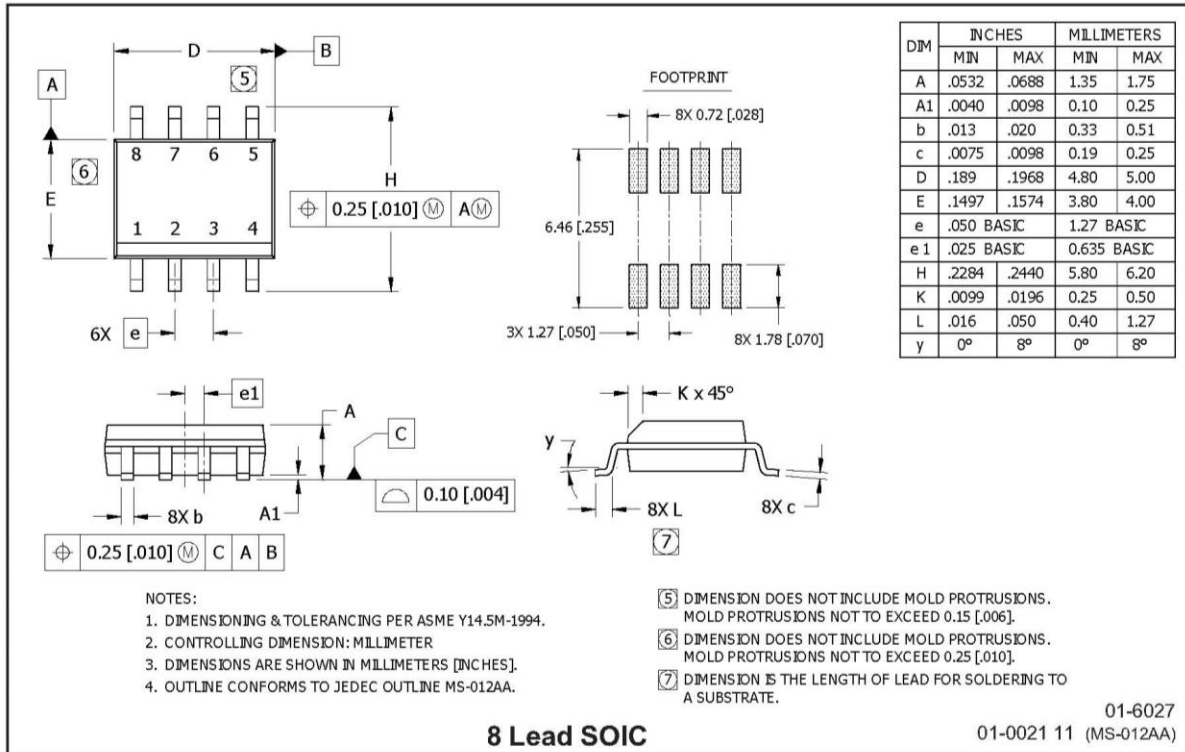 D
B
5
A
8 7 6 5
6
E
H
⌖ 0.25 [.010] Ⓜ AⓂ
1 2 3 4
6X e
FOOTPRINT
8X 0.72 [.028]
6.46 [.255]
3X 1.27 [.050]
8X 1.78 [.070]
DIM INCHES MILLIMETERS
MIN MAX MIN MAX
A .0532 .0688 1.35 1.75
A1 .0040 .0098 0.10 0.25
b .013 .020 0.33 0.51
c .0075 .0098 0.19 0.25
D .189 .1968 4.80 5.00
E .1497 .1574 3.80 4.00
e .050 BASIC 1.27 BASIC
e 1 .025 BASIC 0.635 BASIC
H .2284 .2440 5.80 6.20
K .0099 .0196 0.25 0.50
L .016 .050 0.40 1.27
y 0° 8° 0° 8°
e1
A
C
0.10 [.004]
A1
8X b
⌖ 0.25 [.010] Ⓜ C A B
K x 45°
y
8X L
8X c
7
NOTES:
1. DIMENSIONING & TOLERANCING PER ASME Y14.5M-1994.
2. CONTROLLING DIMENSION: MILLIMETER
3. DIMENSIONS ARE SHOWN IN MILLIMETERS [INCHES].
4. OUTLINE CONFORMS TO JEDEC OUTLINE MS-012AA.
5 DIMENSION DOES NOT INCLUDE MOLD PROTRUSIONS.
MOLD PROTRUSIONS NOT TO EXCEED 0.15 [.006].
6 DIMENSION DOES NOT INCLUDE MOLD PROTRUSIONS.
MOLD PROTRUSIONS NOT TO EXCEED 0.25 [.010].
7 DIMENSION IS THE LENGTH OF LEAD FOR SOLDERING TO
A SUBSTRATE.
8 Lead SOIC
01-6027
01-0021 11 (MS-012AA)